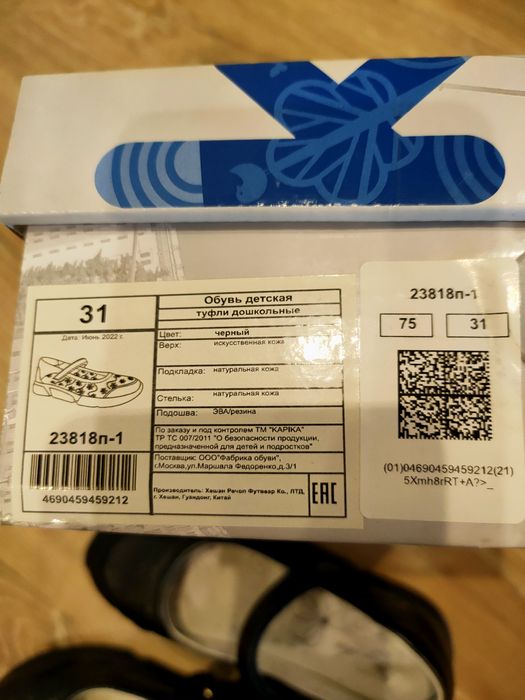 31
Дата: Июнь 2022 г.
23818п-1
4690459459212
Обувь детская
туфли дошкольные
Цвет: черный
Верх: искусственная кожа
Подкладка: натуральная кожа
Стелька: натуральная кожа
Подошва: ЭВА/резина
По заказу и под контролем ТМ "KAPIKA"
ТР ТС 007/2011 "О безопасности продукции,
предназначенной для детей и подростков"
Поставщик: ООО"Фабрика обуви",
г.Москва,ул.Маршала Федоренко,д.3/1
Производитель: Хешан Речоп Футвеар Ко., ЛТД,
г. Хешан, Гуандонг, Китай
EAC
23818п-1
75 31
(01)04690459459212(21)
5Xmh8rRT+A?>_